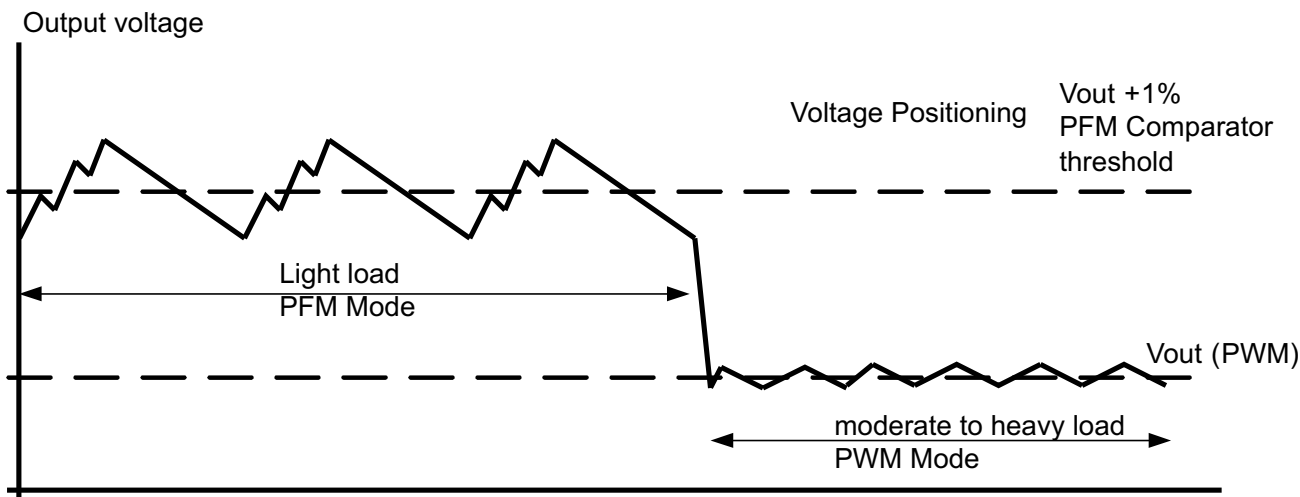 Output voltage
Voltage Positioning
Vout +1%
PFM Comparator
threshold
Light load
PFM Mode
Vout (PWM)
moderate to heavy load
PWM Mode